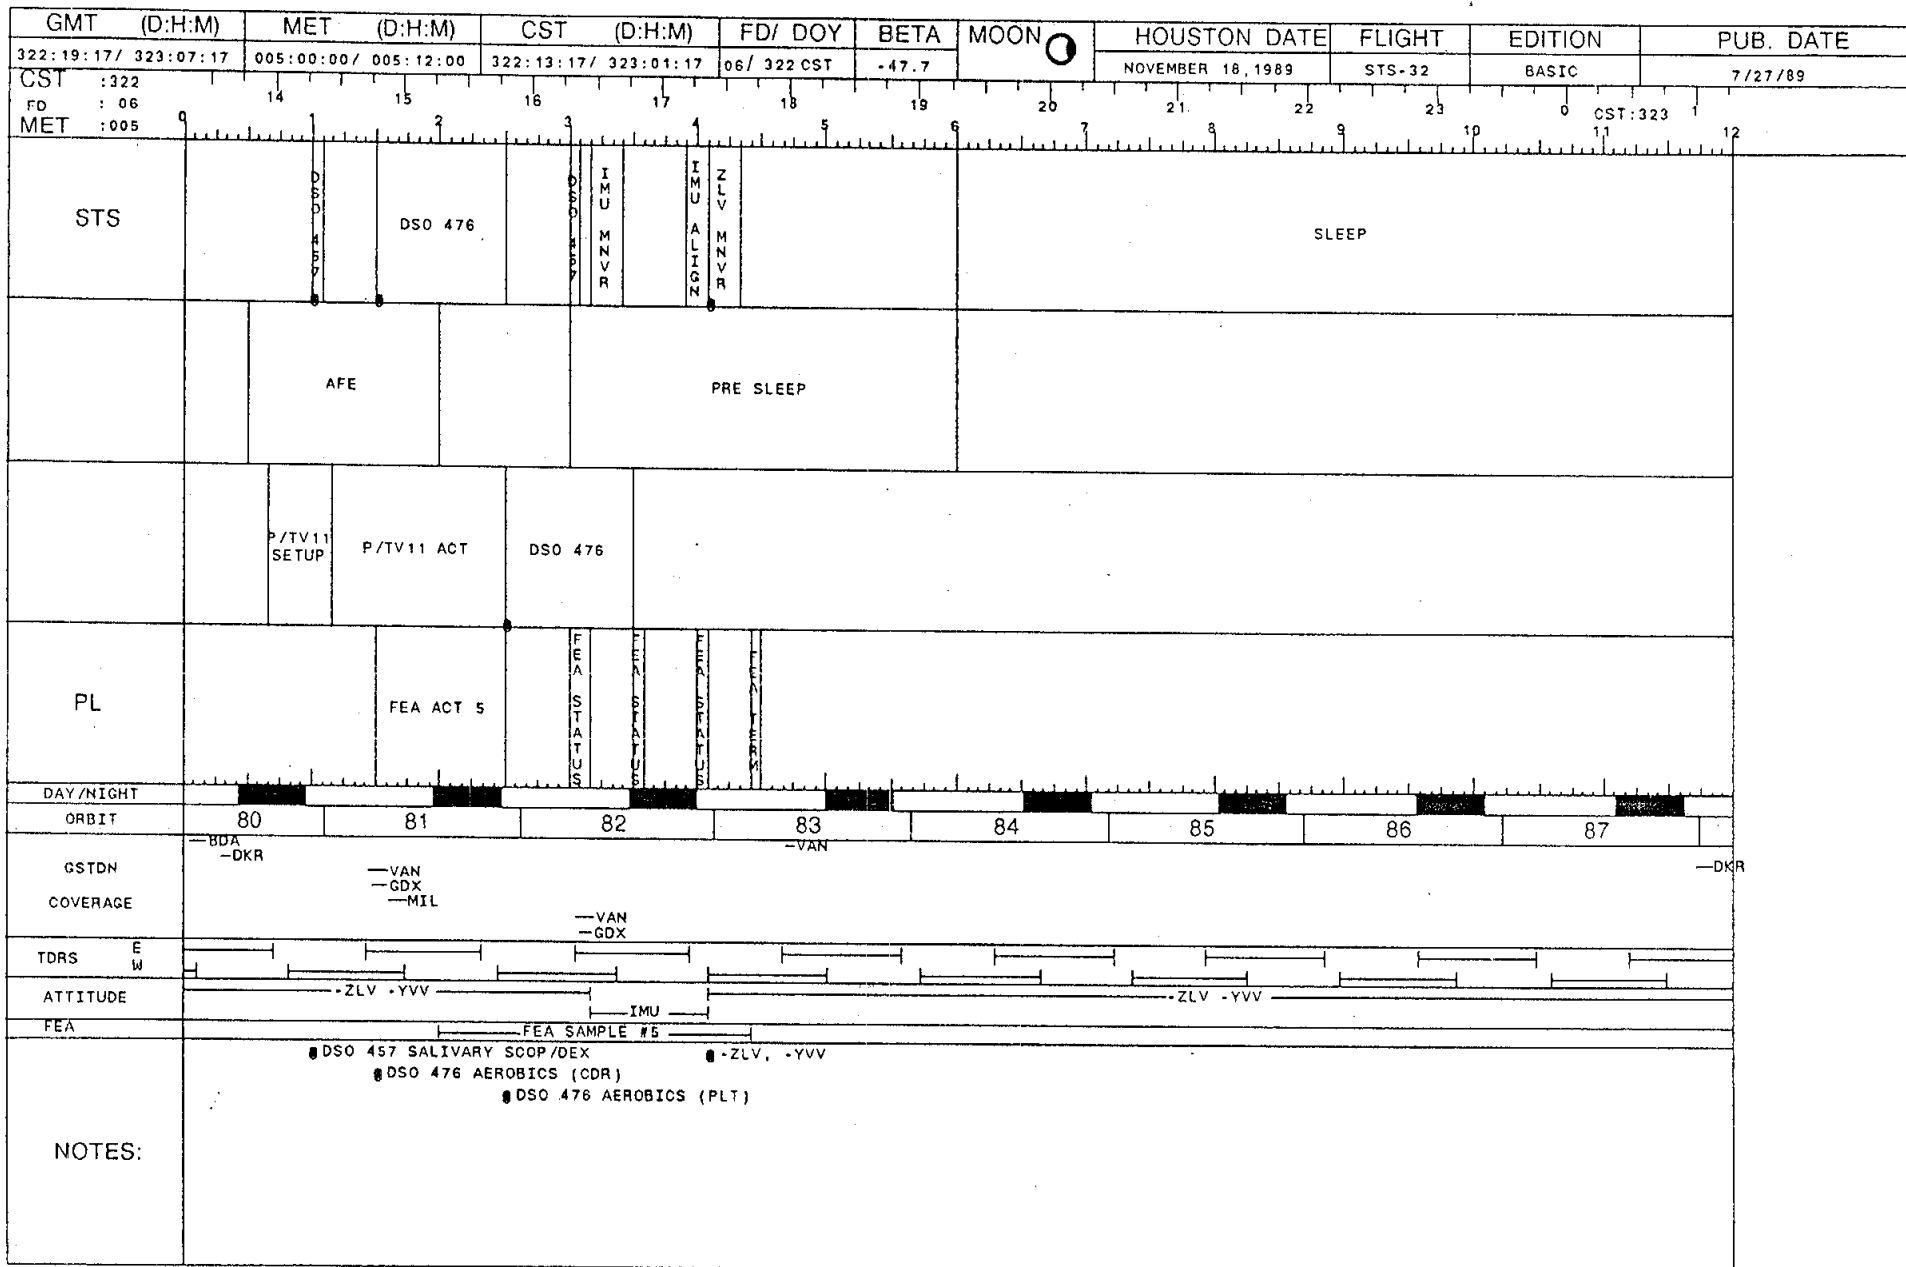 GMT (D:H:M) MET (D:H:M) CST (D:H:M) FD/ DOY BETA MOON HOUSTON DATE FLIGHT EDITION PUB. DATE
322:19:17/ 323:07:17 005:00:00/ 005:12:00 322:13:17/ 323:01:17 06/ 322 CST -47.7 NOVEMBER 18,1989 STS-32 BASIC 7/27/89
CST :322 14 15 16 17 18 19 20 21 22 23 0 CST:323 1
FD : 06
MET :005 0 1 2 3 4 5 6 7 8 9 10 11 12
STS
DSO 457
DSO 476
DSO 457
IMU MNVR
IMU ALIGN
ZLV MNVR
SLEEP
AFE
PRE SLEEP
P/TV11
SETUP
P/TV11 ACT
DSO 476
PL
FEA ACT 5
FEA STATUS
FEA STATUS
FEA STATUS
FEA TERM
DAY/NIGHT
ORBIT 80 81 82 83 84 85 86 87
GSTDN
COVERAGE
BDA
DKR
VAN
GDX
MIL
VAN
GDX
VAN
DKR
TDRS E
W
ATTITUDE -ZLV -YVV -ZLV -YVV
IMU
FEA FEA SAMPLE #5
DSO 457 SALIVARY SCOP/DEX -ZLV, -YVV
DSO 476 AEROBICS (CDR)
DSO 476 AEROBICS (PLT)
NOTES: